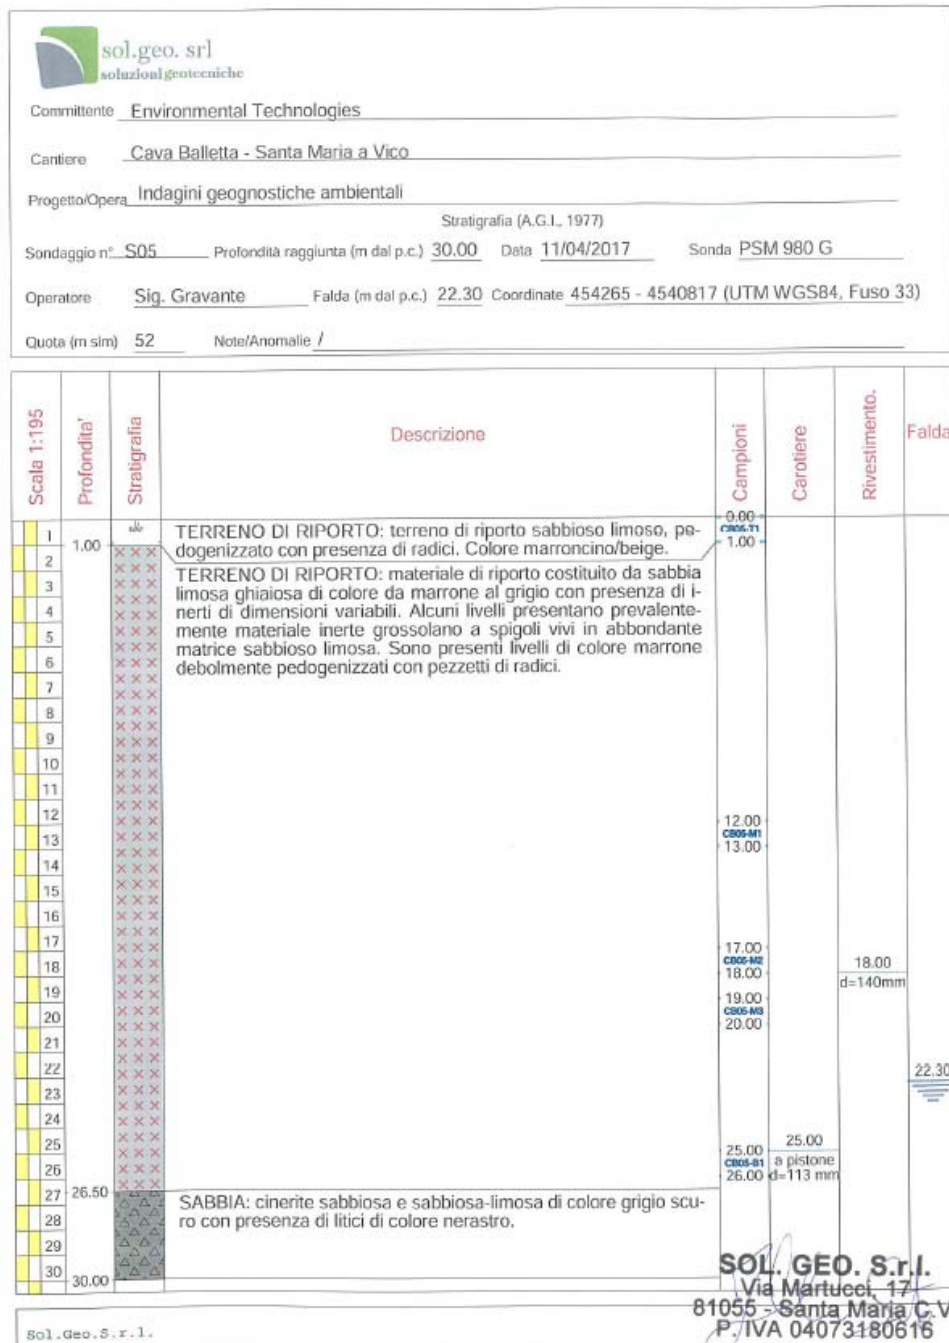 sol.geo. srl
soluzioni geotecniche
Committente Environmental Technologies
Cantiere Cava Balletta - Santa Maria a Vico
Progetto/Opera Indagini geognostiche ambientali
Stratigrafia (A.G.I., 1977)
Sondaggio n° S05 Profondità raggiunta (m dal p.c.) 30.00 Data 11/04/2017 Sonda PSM 980 G
Operatore Sig. Gravante Falda (m dal p.c.) 22.30 Coordinate 454265 - 4540817 (UTM WGS84, Fuso 33)
Quota (m slm) 52 Note/Anomalie /
Scala 1:195 Profondita' Stratigrafia Descrizione Campioni Carotiere Rivestimento. Falda
0.00
1 TERRENO DI RIPORTO: terreno di riporto sabbioso limoso, pe- CB05-T1
1.00 dogenizzato con presenza di radici. Colore marroncino/beige. 1.00
2 TERRENO DI RIPORTO: materiale di riporto costituito da sabbia
3 limosa ghiaiosa di colore da marrone al grigio con presenza di i-
4 nerti di dimensioni variabili. Alcuni livelli presentano prevalente-
5 mente materiale inerte grossolano a spigoli vivi in abbondante
matrice sabbioso limosa. Sono presenti livelli di colore marrone
6 debolmente pedogenizzati con pezzetti di radici.
7
8
9
10
11
12 12.00
CB05-M1
13 13.00
14
15
16
17 17.00
CB05-M2
18 18.00 18.00
d=140mm
19 19.00
CB05-M3
20 20.00
21
22 22.30
23
24
25 25.00 25.00
CB05-B1 a pistone
26 26.00 d=113 mm
27 26.50 SABBIA: cinerite sabbiosa e sabbiosa-limosa di colore grigio scu-
28 ro con presenza di litici di colore nerastro.
29
30 30.00
SOL. GEO. S.r.l.
Via Martucci, 17
81055 - Santa Maria C.V
P. IVA 04073180616
Sol.Geo.S.r.l.